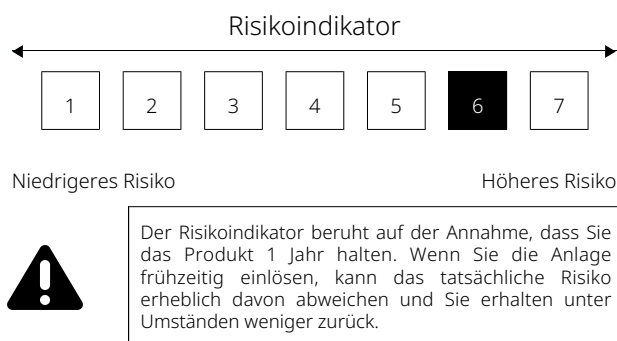 Risikoindikator
1 2 3 4 5 6 7
Niedrigeres Risiko Höheres Risiko
Der Risikoindikator beruht auf der Annahme, dass Sie
das Produkt 1 Jahr halten. Wenn Sie die Anlage
frühzeitig einlösen, kann das tatsächliche Risiko
erheblich davon abweichen und Sie erhalten unter
Umständen weniger zurück.